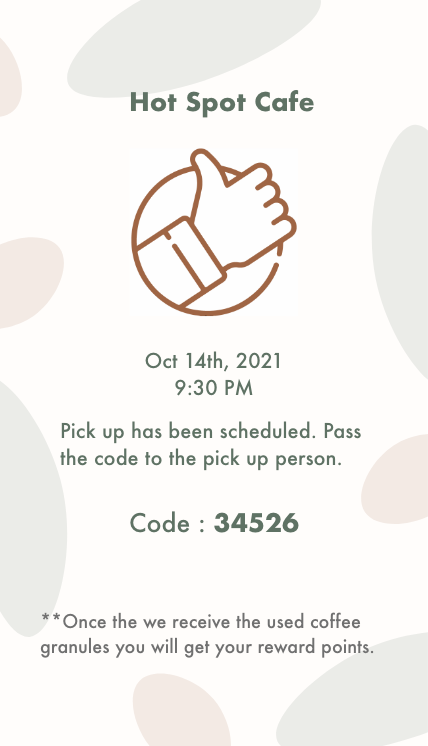 Hot Spot Cafe
Oct 14th, 2021
9:30 PM
Pick up has been scheduled. Pass
the code to the pick up person.
Code : 34526
**Once the we receive the used coffee
granules you will get your reward points.